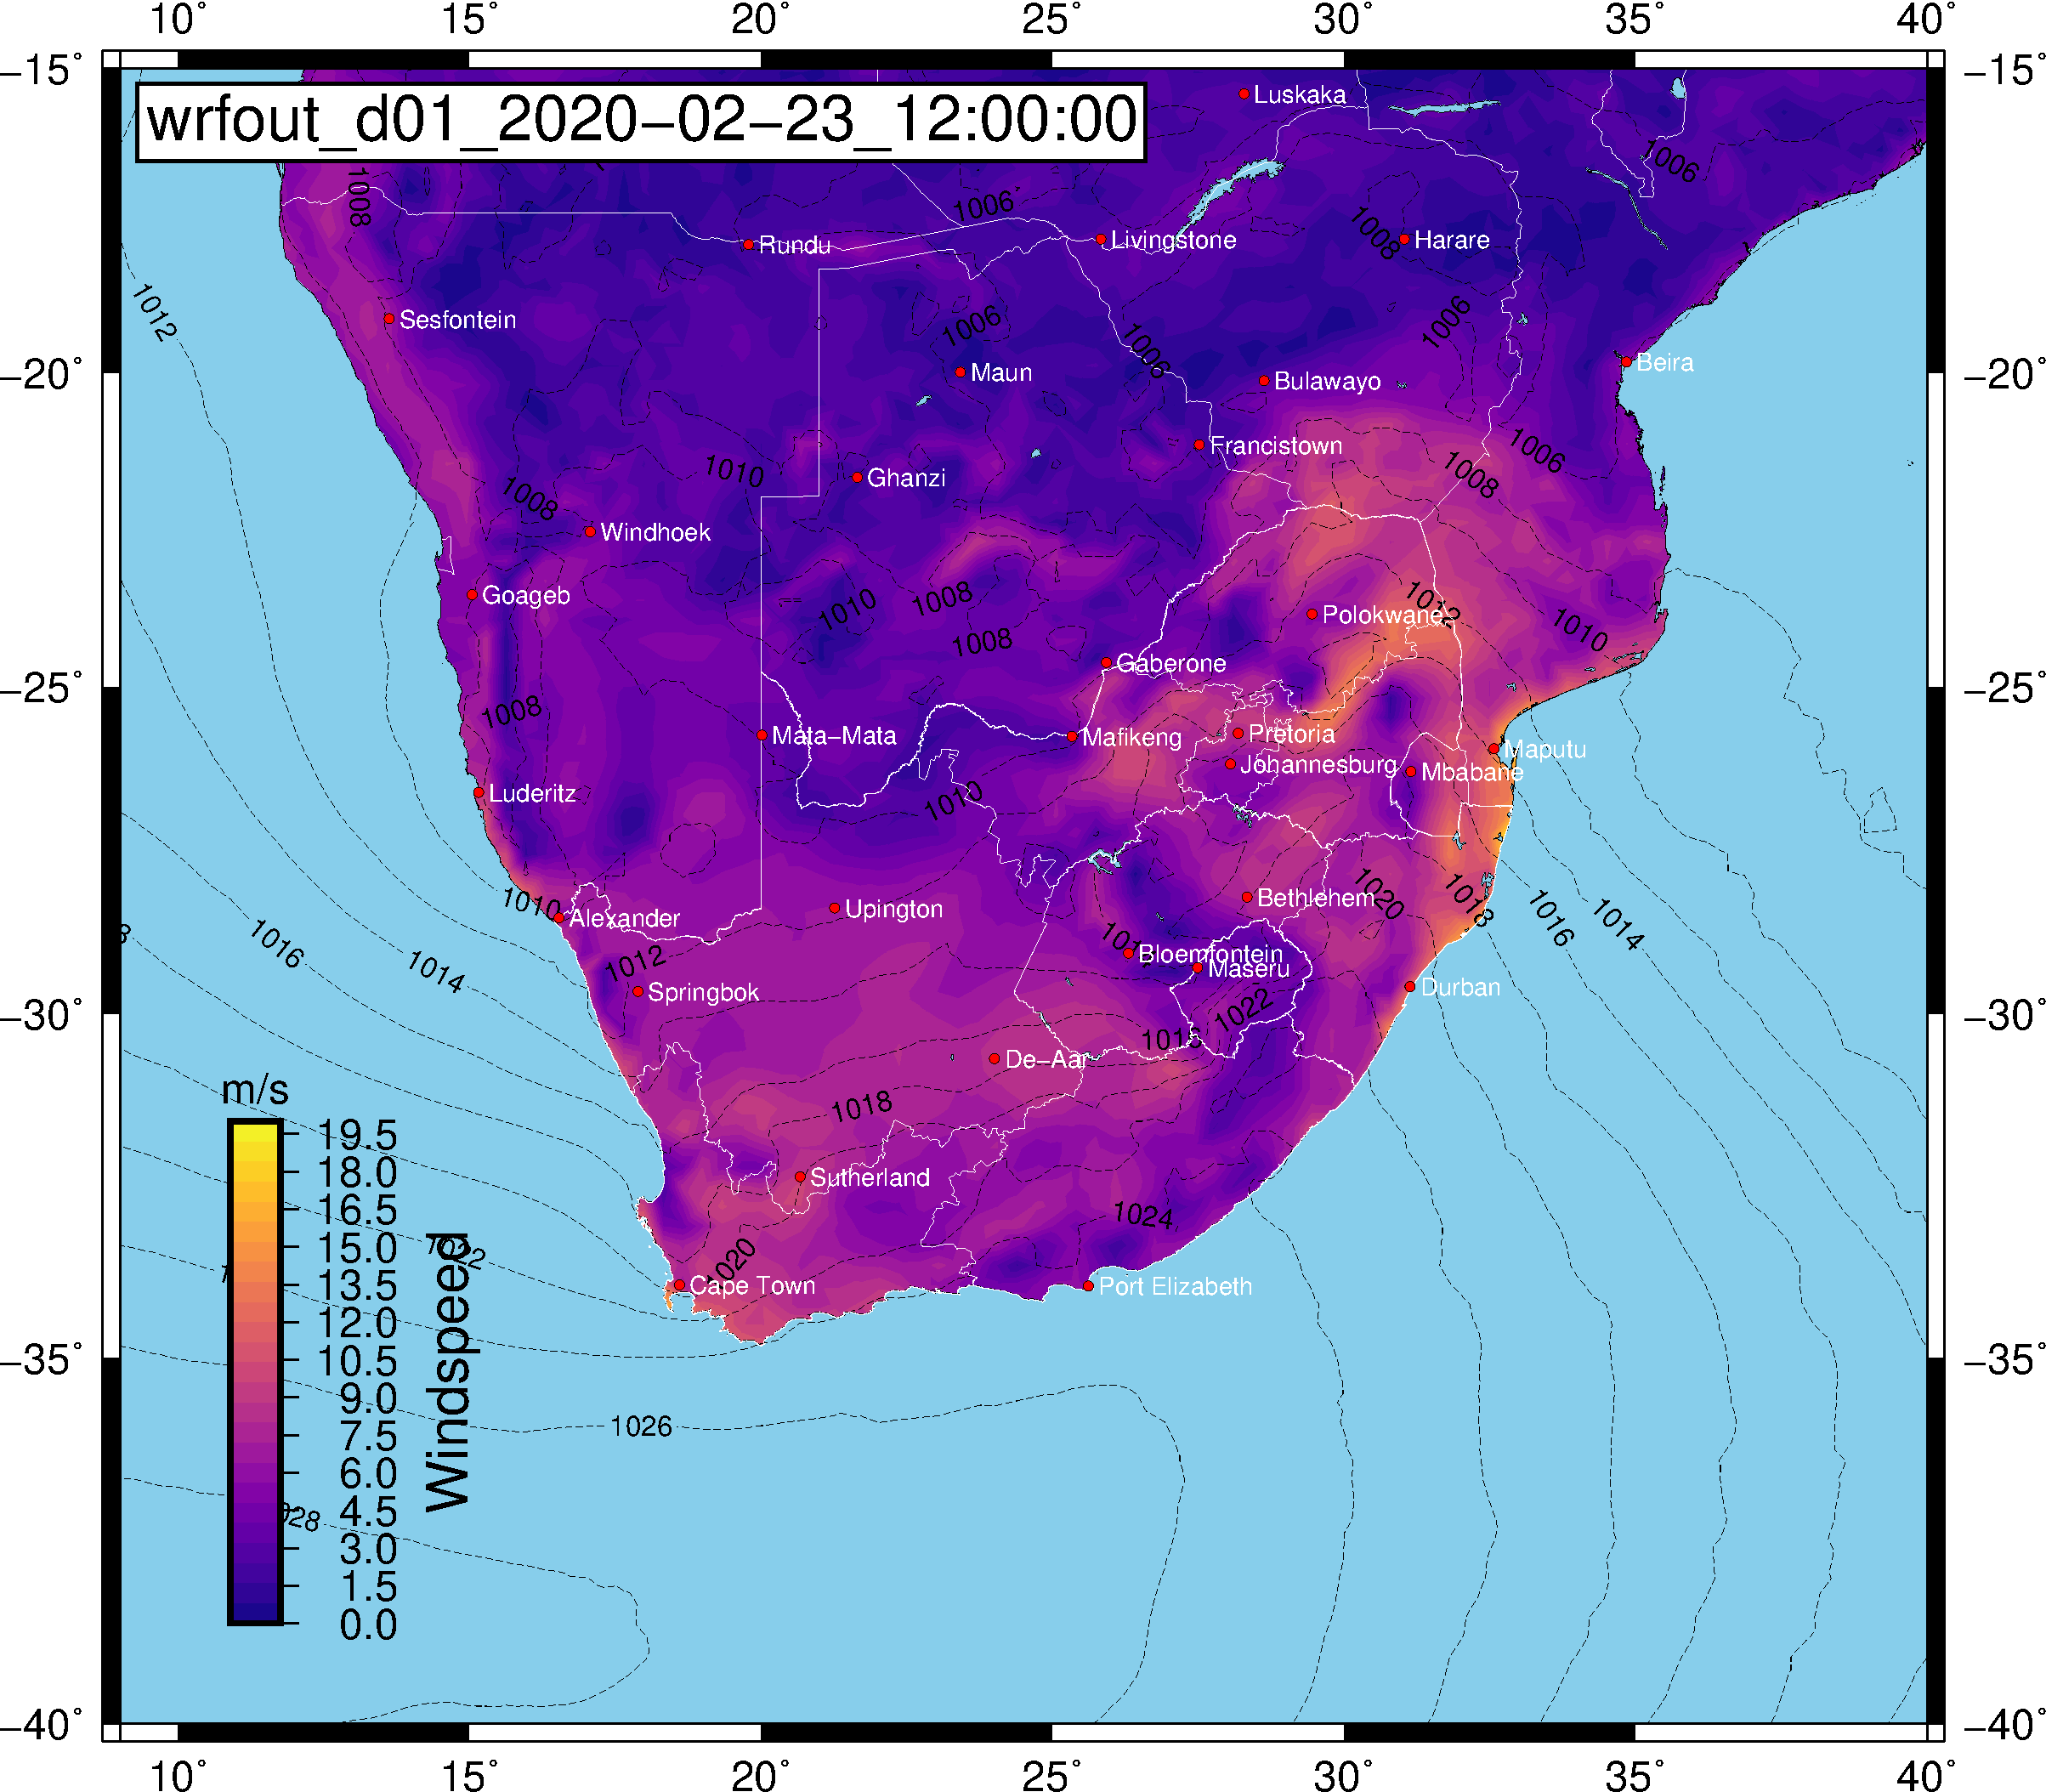 10° 15° 20° 25° 30° 35° 40°
−15° −15°
wrfout_d01_2020−02−23_12:00:00
Luskaka
1006
1008
1006
1008
Rundu
Livingstone
Harare
1012
Sesfontein
1006
1006
1006
Beira
−20° −20°
Maun
Bulawayo
Francistown
1006
1010
1008
Ghanzi
1008
Windhoek
Goageb
1010
1008
1012
Polokwane
1010
1008
Gaberone
−25° −25°
1008
Mata−Mata
Mafikeng
Pretoria
Maputu
Johannesburg
Mbabane
Luderitz
1010
1010
Alexander
Upington
Bethlehem
1020
1018
1016
1014
1016
1014
1012
Bloemfontein
Maseru
Springbok
Durban
1022
−30° −30°
De−Aar
m/s
1018
19.5
18.0
16.5
15.0
13.5
12.0
10.5
9.0
7.5
6.0
4.5
3.0
1.5
0.0
Windspeed
Sutherland
1024
1020
Cape Town
Port Elizabeth
−35° −35°
1026
−40° −40°
10° 15° 20° 25° 30° 35° 40°